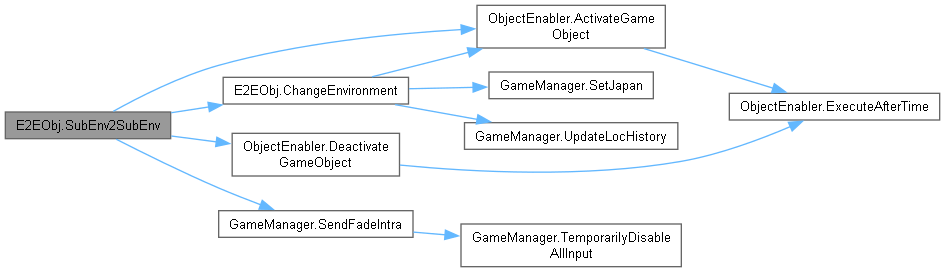 E2EObj.SubEnv2SubEnv
ObjectEnabler.ActivateGame
Object
E2EObj.ChangeEnvironment
GameManager.SetJapan
GameManager.UpdateLocHistory
ObjectEnabler.Deactivate
GameObject
GameManager.SendFadeIntra
GameManager.TemporarilyDisable
AllInput
ObjectEnabler.ExecuteAfterTime